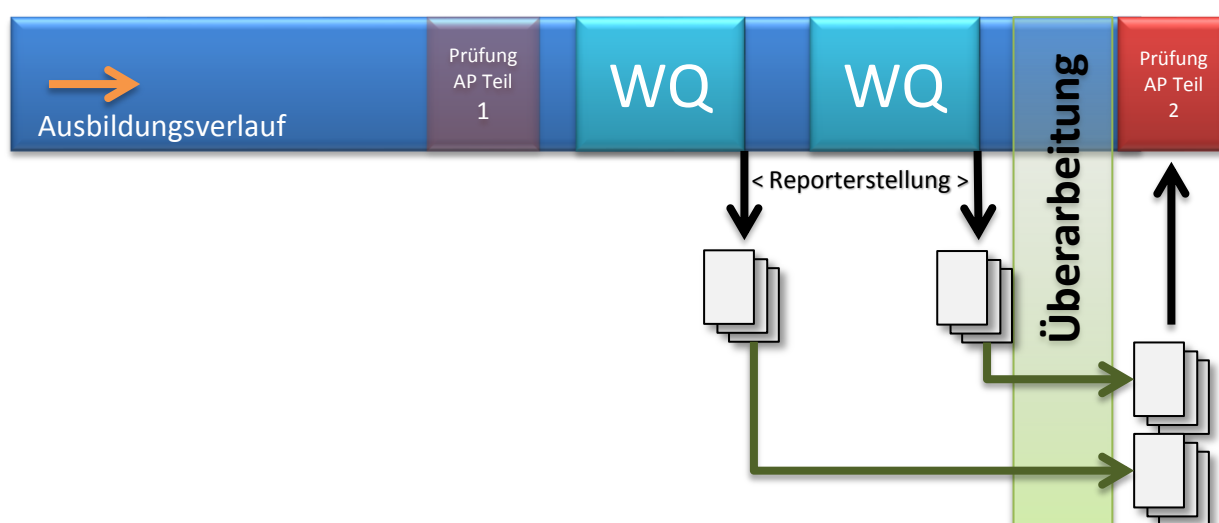 Ausbildungsverlauf
Prüfung
AP Teil
1
WQ
WQ
Überarbeitung
Prüfung
AP Teil
2
< Reporterstellung >